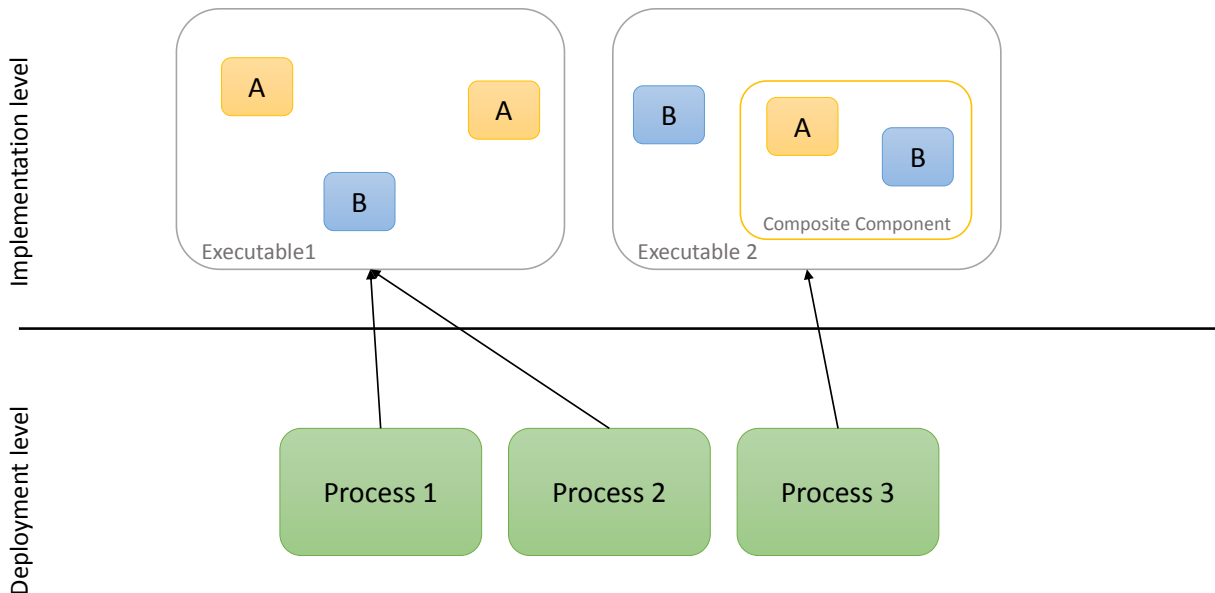 Implementation level
A
A
B
Executable1
B
A
B
Composite Component
Executable 2
Deployment level
Process 1
Process 2
Process 3